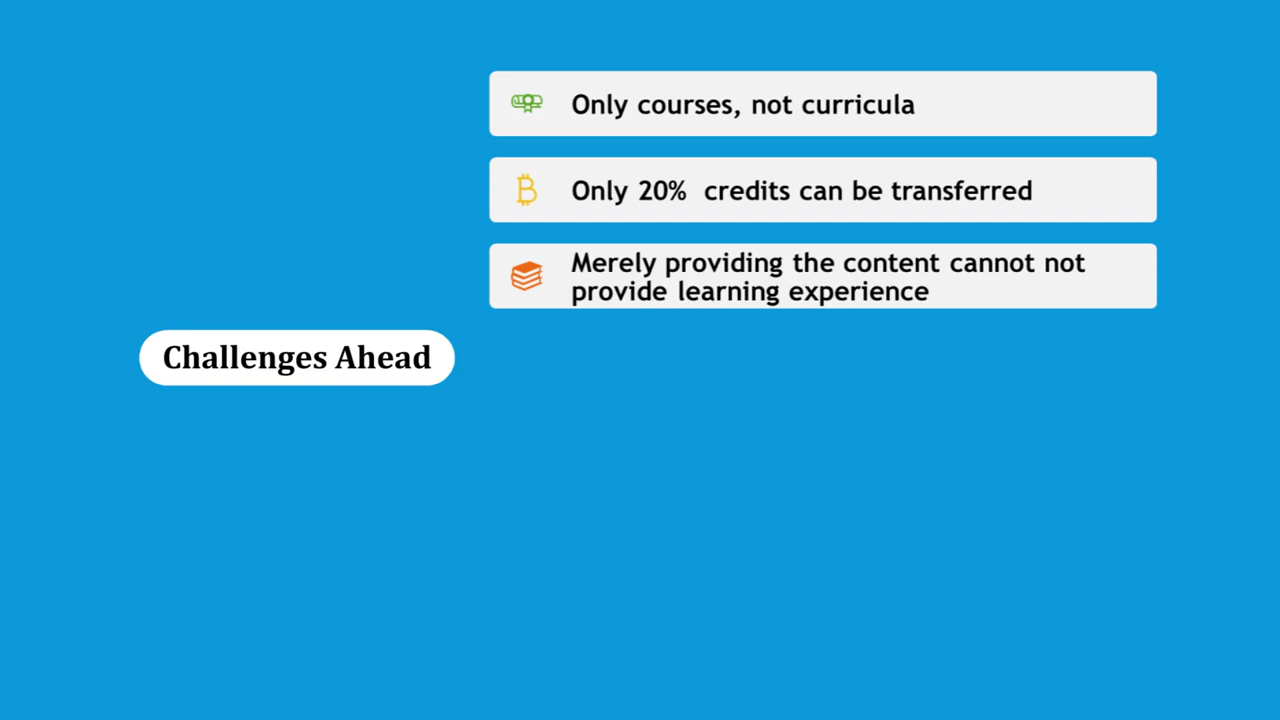 Only courses, not curricula
Only 20% credits can be transferred
Merely providing the content cannot not
provide learning experience
Challenges Ahead